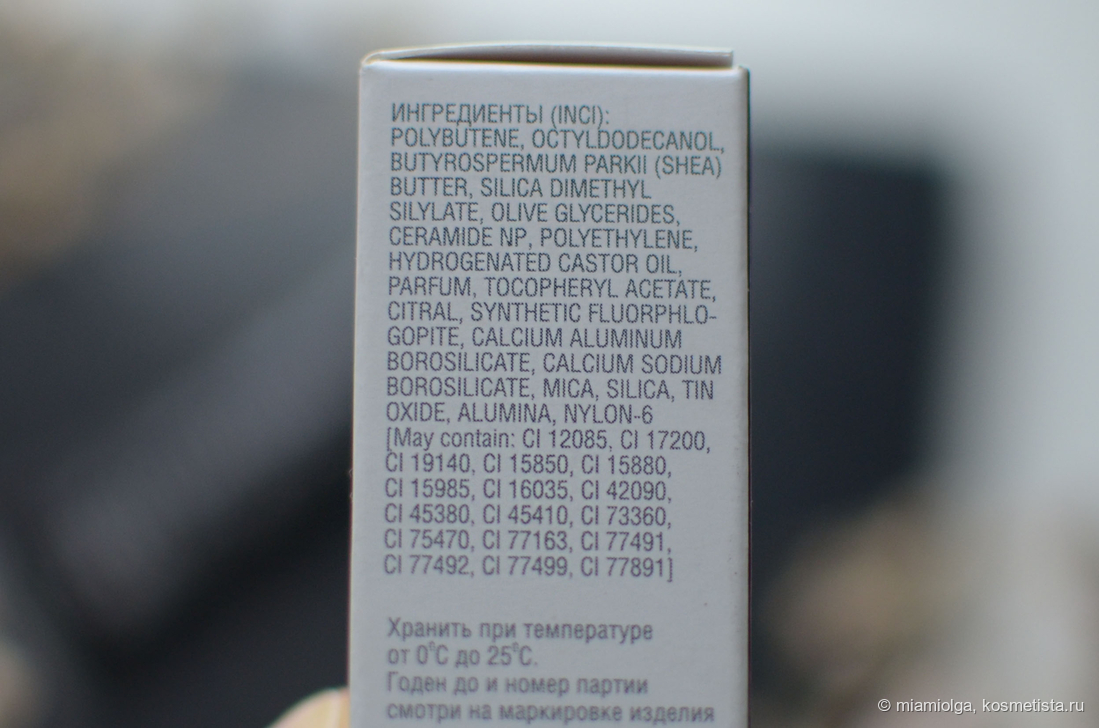 ИНГРЕДИЕНТЫ (INCI):
POLYBUTENE, OCTYLDODECANOL,
BUTYROSPERMUM PARKII (SHEA)
BUTTER, SILICA DIMETHYL
SILYLATE, OLIVE GLYCERIDES,
CERAMIDE NP, POLYETHYLENE,
HYDROGENATED CASTOR OIL,
PARFUM, TOCOPHERYL ACETATE,
CITRAL, SYNTHETIC FLUORPHLO-
GOPITE, CALCIUM ALUMINUM
BOROSILICATE, CALCIUM SODIUM
BOROSILICATE, MICA, SILICA, TIN
OXIDE, ALUMINA, NYLON-6
[May contain: CI 12085, CI 17200,
CI 19140, CI 15850, CI 15880,
CI 15985, CI 16035, CI 42090,
CI 45380, CI 45410, CI 73360,
CI 75470, CI 77163, CI 77491,
CI 77492, CI 77499, CI 77891]
Хранить при температуре
от 0°С до 25°С.
Годен до и номер партии
смотри на маркировке изделия
© miamiolga, kosmetista.ru